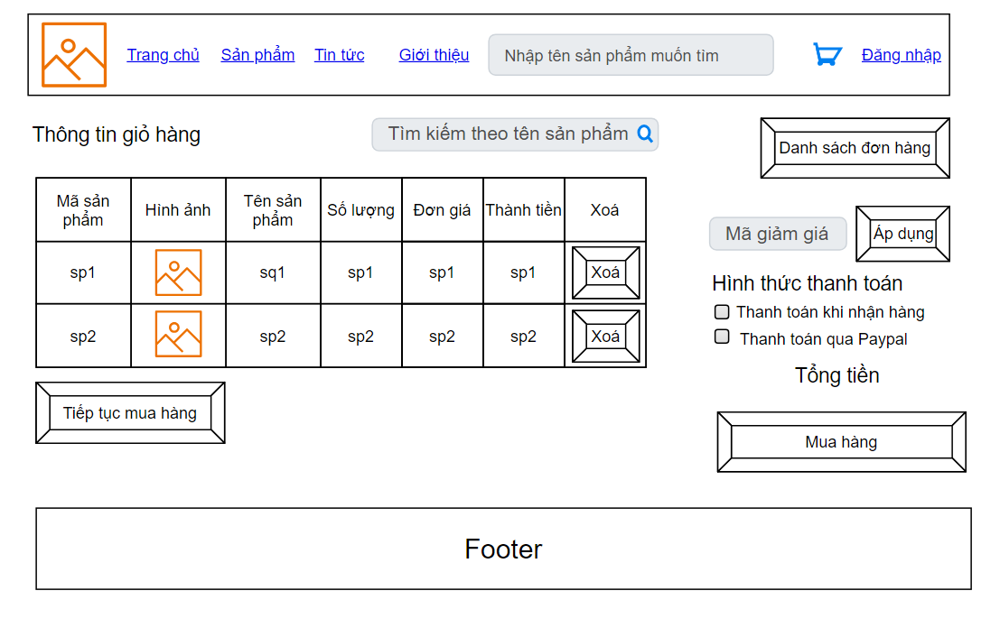 Trang chủ Sản phẩm Tin tức Giới thiệu Nhập tên sản phẩm muốn tìm Đăng nhập
Thông tin giỏ hàng
Tìm kiếm theo tên sản phẩm
Danh sách đơn hàng
Mã sản phẩm Hình ảnh Tên sản phẩm Số lượng Đơn giá Thành tiền Xoá
sp1 sq1 sp1 sp1 sp1 Xoá
sp2 sp2 sp2 sp2 sp2 Xoá
Tiếp tục mua hàng
Mã giảm giá Áp dụng
Hình thức thanh toán
Thanh toán khi nhận hàng
Thanh toán qua Paypal
Tổng tiền
Mua hàng
Footer